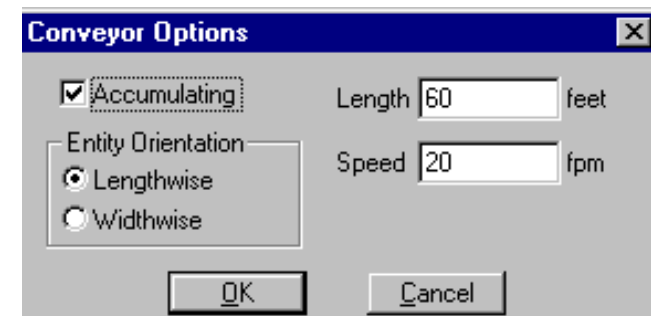 Conveyor Options
Accumulating
Length 60 feet
Entity Orientation
Speed 20 fpm
Lengthwise
Widthwise
OK Cancel